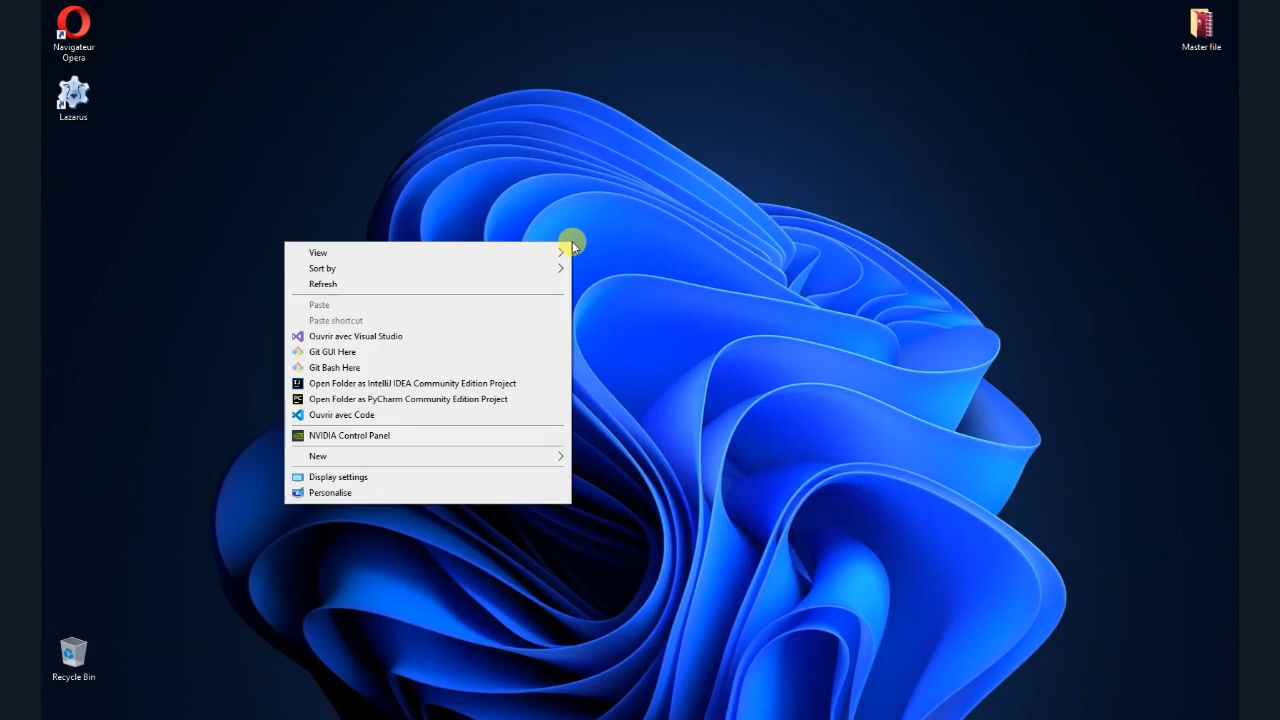 Navigateur
Opera
Lazarus
Master file
View
Sort by
Refresh
Paste
Paste shortcut
Ouvrir avec Visual Studio
Git GUI Here
Git Bash Here
Open Folder as IntelliJ IDEA Community Edition Project
Open Folder as PyCharm Community Edition Project
Ouvrir avec Code
NVIDIA Control Panel
New
Display settings
Personalise
Recycle Bin